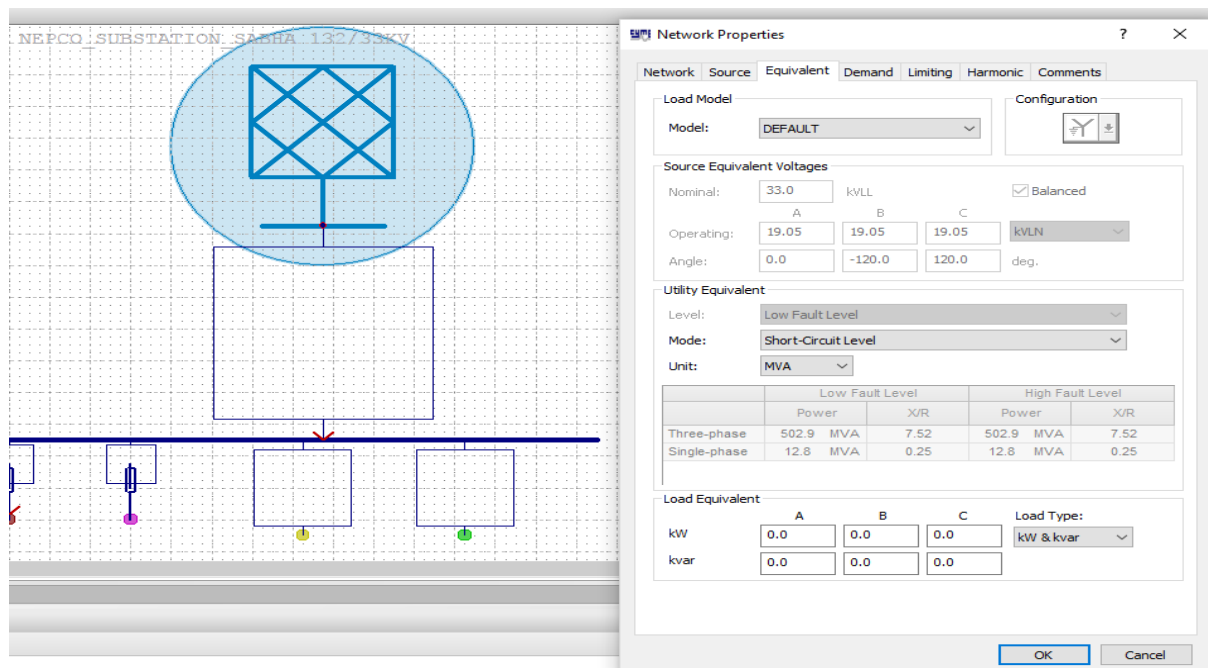 NEPCO_SUBSTATION_SABHA 132/33KV
Network Properties
? ×
Network Source Equivalent Demand Limiting Harmonic Comments
Load Model
Model: DEFAULT
Configuration
Source Equivalent Voltages
Nominal: 33.0 kVLL Balanced
A B C
Operating: 19.05 19.05 19.05 kVLN
Angle: 0.0 -120.0 120.0 deg.
Utility Equivalent
Level: Low Fault Level
Mode: Short-Circuit Level
Unit: MVA
Low Fault Level High Fault Level
Power X/R Power X/R
Three-phase 502.9 MVA 7.52 502.9 MVA 7.52
Single-phase 12.8 MVA 0.25 12.8 MVA 0.25
Load Equivalent
A B C Load Type:
kW 0.0 0.0 0.0 kW & kvar
kvar 0.0 0.0 0.0
OK Cancel